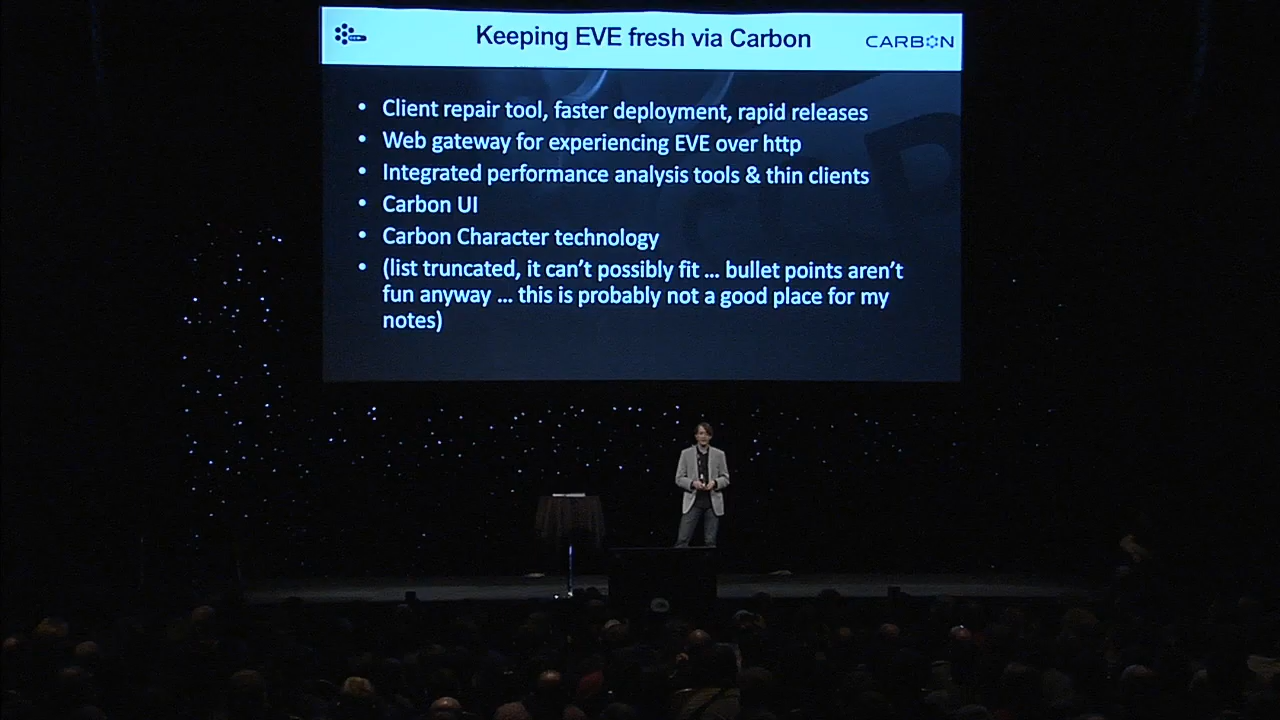 Keeping EVE fresh via Carbon
CARBON
• Client repair tool, faster deployment, rapid releases
• Web gateway for experiencing EVE over http
• Integrated performance analysis tools & thin clients
• Carbon UI
• Carbon Character technology
• (list truncated, it can't possibly fit ... bullet points aren't
fun anyway ... this is probably not a good place for my
notes)